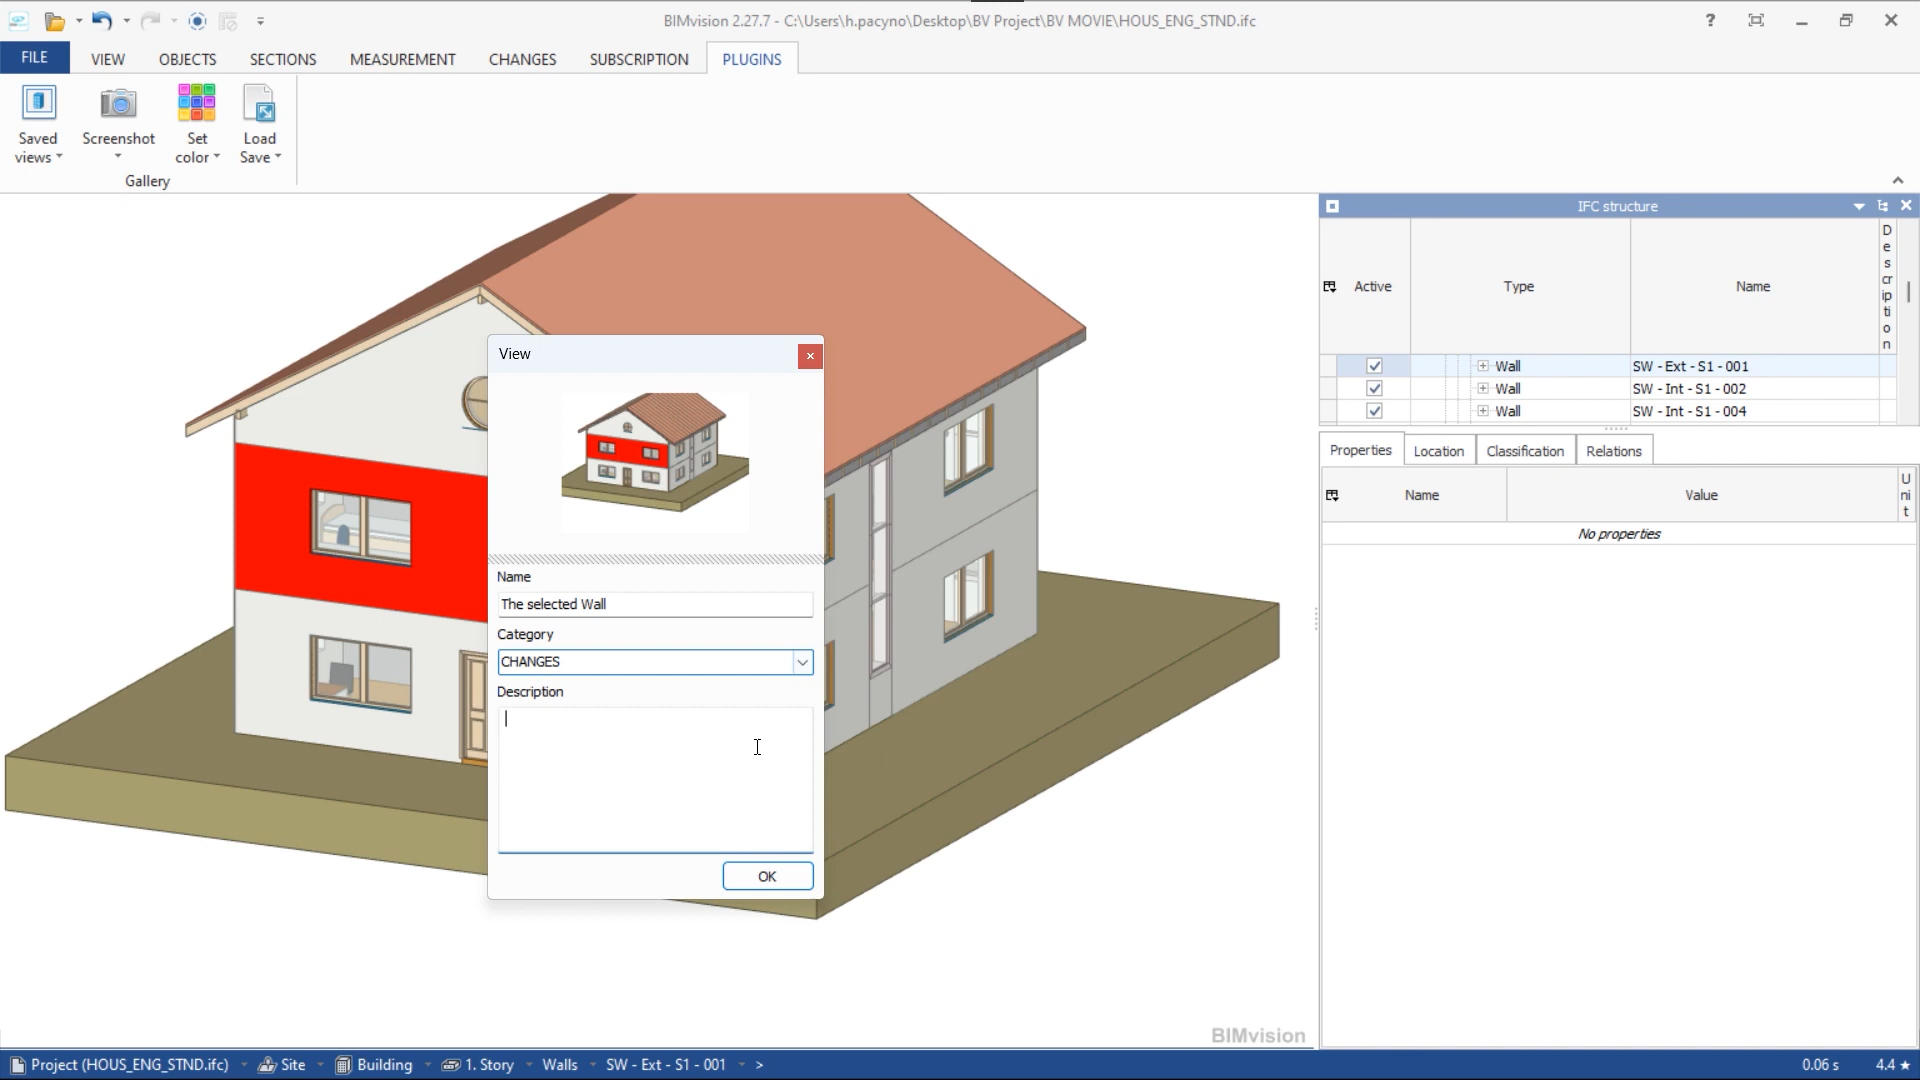 BIMvision 2.27.7 - C:\Users\h.pacyno\Desktop\BV Project\BV MOVIE\HOUS_ENG_STND.ifc
?
FILE
VIEW
OBJECTS
SECTIONS
MEASUREMENT
CHANGES
SUBSCRIPTION
PLUGINS
Saved views
Screenshot
Set color
Load Save
Gallery
IFC structure
Active
Type
Name
Description
Wall
SW - Ext - S1 - 001
Wall
SW - Int - S1 - 002
Wall
SW - Int - S1 - 004
Properties
Location
Classification
Relations
Name
Value
Unit
No properties
View
Name
The selected Wall
Category
CHANGES
Description
OK
BIMvision
Project (HOUS_ENG_STND.ifc)
Site
Building
1. Story
Walls
SW - Ext - S1 - 001
>
0.06 s
4.4 ★